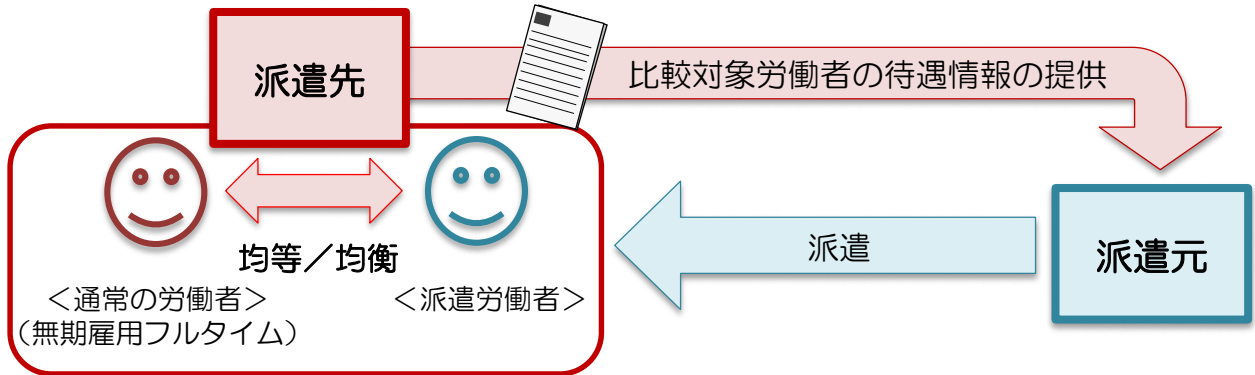 派遣先
比較対象労働者の待遇情報の提供
派遣
派遣元
均等／均衡
＜通常の労働者＞
（無期雇用フルタイム）
＜派遣労働者＞